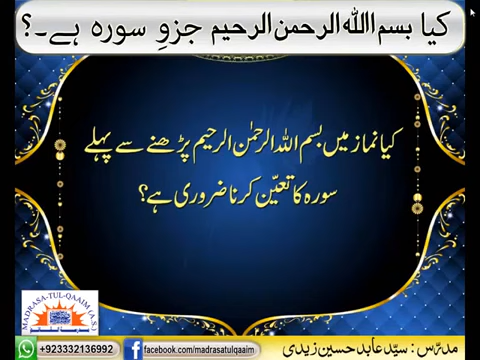 کیا بسم اللہ الرحمن الرحیم جزوِ سورہ ہے۔؟
کیا نماز میں بسم اللہ الرحمٰن الرحیم پڑھنے سے پہلے
سورہ کا تعیّن کرنا ضروری ہے؟
MADRASA-TUL-QAAIM (A.S.)
+923332136992
facebook.com/madrasatulqaaim
مدرّس : سیّد عابد حسین زیدی